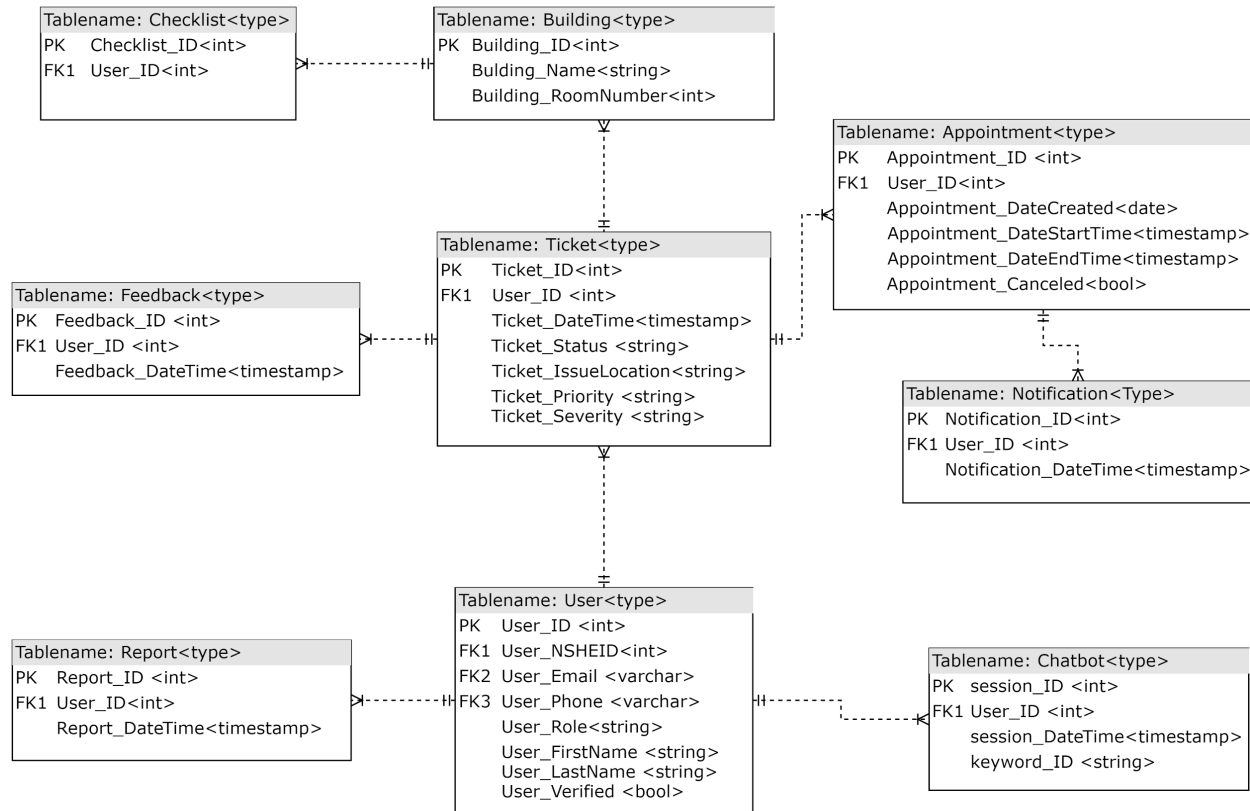 Tablename: Checklist<type>
PK Checklist_ID<int>
FK1 User_ID<int>
Tablename: Building<type>
PK Building_ID<int>
Bulding_Name<string>
Building_RoomNumber<int>
Tablename: Appointment<type>
PK Appointment_ID <int>
FK1 User_ID<int>
Appointment_DateCreated<date>
Appointment_DateStartTime<timestamp>
Appointment_DateEndTime<timestamp>
Appointment_Canceled<bool>
Tablename: Ticket<type>
PK Ticket_ID<int>
FK1 User_ID <int>
Ticket_DateTime<timestamp>
Ticket_Status <string>
Ticket_IssueLocation<string>
Ticket_Priority <string>
Ticket_Severity <string>
Tablename: Feedback<type>
PK Feedback_ID <int>
FK1 User_ID <int>
Feedback_DateTime<timestamp>
Tablename: Notification<Type>
PK Notification_ID<int>
FK1 User_ID <int>
Notification_DateTime<timestamp>
Tablename: User<type>
PK User_ID <int>
FK1 User_NSHEID<int>
FK2 User_Email <varchar>
FK3 User_Phone <varchar>
User_Role<string>
User_FirstName <string>
User_LastName <string>
User_Verified <bool>
Tablename: Report<type>
PK Report_ID <int>
FK1 User_ID<int>
Report_DateTime<timestamp>
Tablename: Chatbot<type>
PK session_ID <int>
FK1 User_ID <int>
session_DateTime<timestamp>
keyword_ID <string>